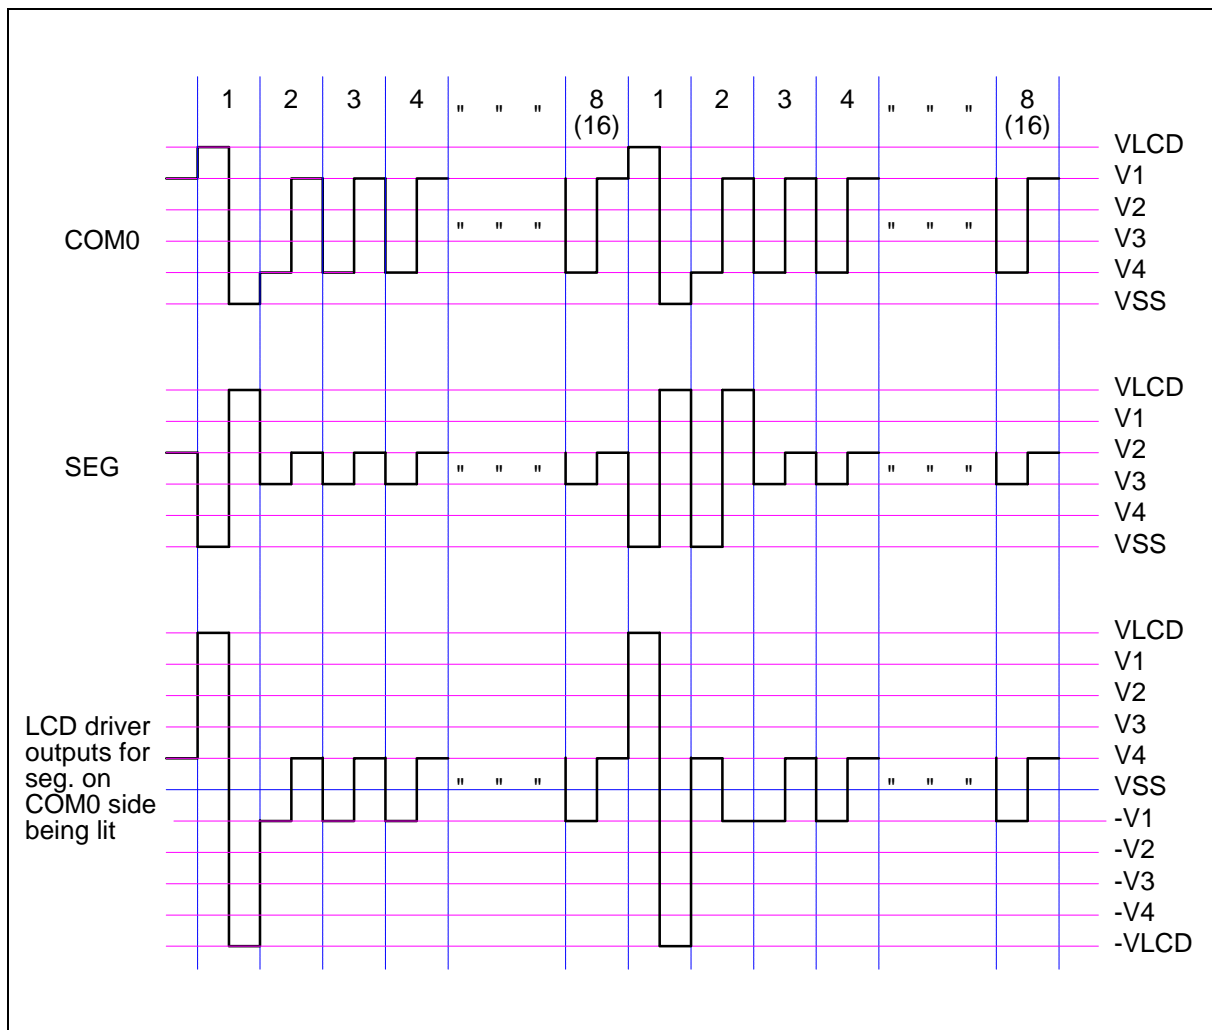 1 2 3 4 " " " 8 1 2 3 4 " " " 8
(16) (16)
VLCD
V1
V2
" " " " " "
COM0 V3
V4
VSS
VLCD
V1
V2
SEG " " " " " " V3
V4
VSS
VLCD
V1
V2
LCD driver V3
outputs for V4
seg. on " " " " " " VSS
COM0 side
being lit -V1
-V2
-V3
-V4
-VLCD